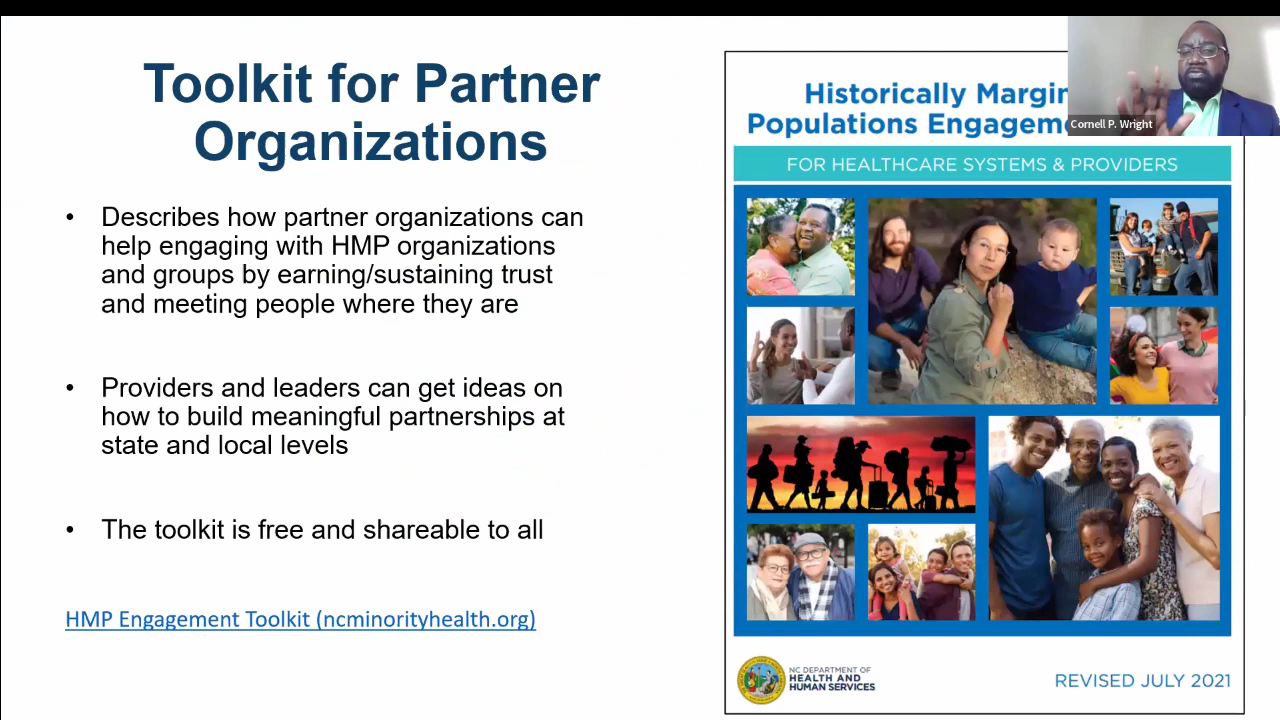 Toolkit for Partner
Organizations
• Describes how partner organizations can
help engaging with HMP organizations
and groups by earning/sustaining trust
and meeting people where they are
• Providers and leaders can get ideas on
how to build meaningful partnerships at
state and local levels
• The toolkit is free and shareable to all
HMP Engagement Toolkit (ncminorityhealth.org)
Historically Margin
Populations Engagem
FOR HEALTHCARE SYSTEMS & PROVIDERS
NC DEPARTMENT OF
HEALTH AND
HUMAN SERVICES
REVISED JULY 2021
Cornell P. Wright